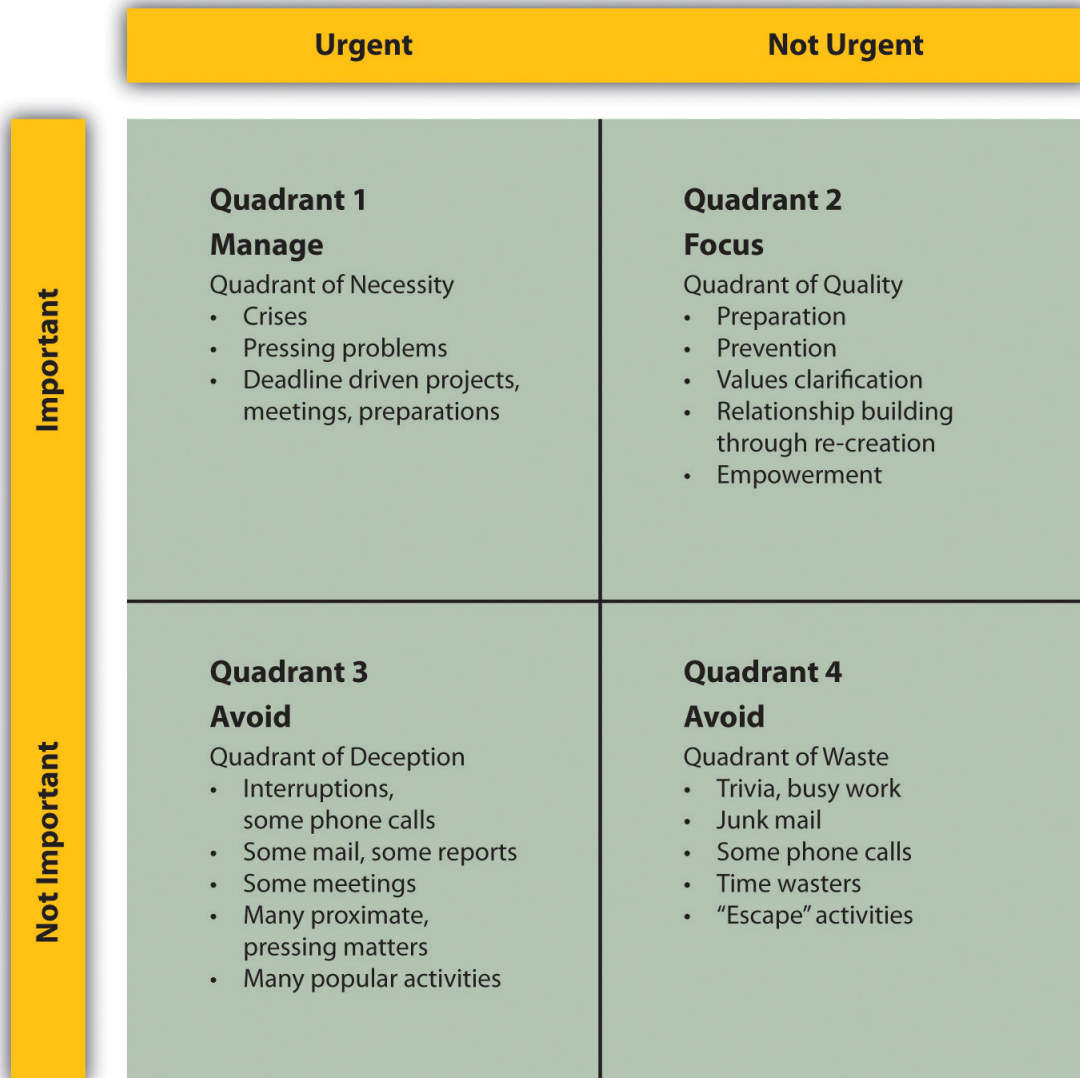 Urgent
Not Urgent
Important
Quadrant 1
Manage
Quadrant of Necessity
• Crises
• Pressing problems
• Deadline driven projects,
meetings, preparations
Quadrant 2
Focus
Quadrant of Quality
• Preparation
• Prevention
• Values clarification
• Relationship building
through re-creation
• Empowerment
Not Important
Quadrant 3
Avoid
Quadrant of Deception
• Interruptions,
some phone calls
• Some mail, some reports
• Some meetings
• Many proximate,
pressing matters
• Many popular activities
Quadrant 4
Avoid
Quadrant of Waste
• Trivia, busy work
• Junk mail
• Some phone calls
• Time wasters
• “Escape” activities